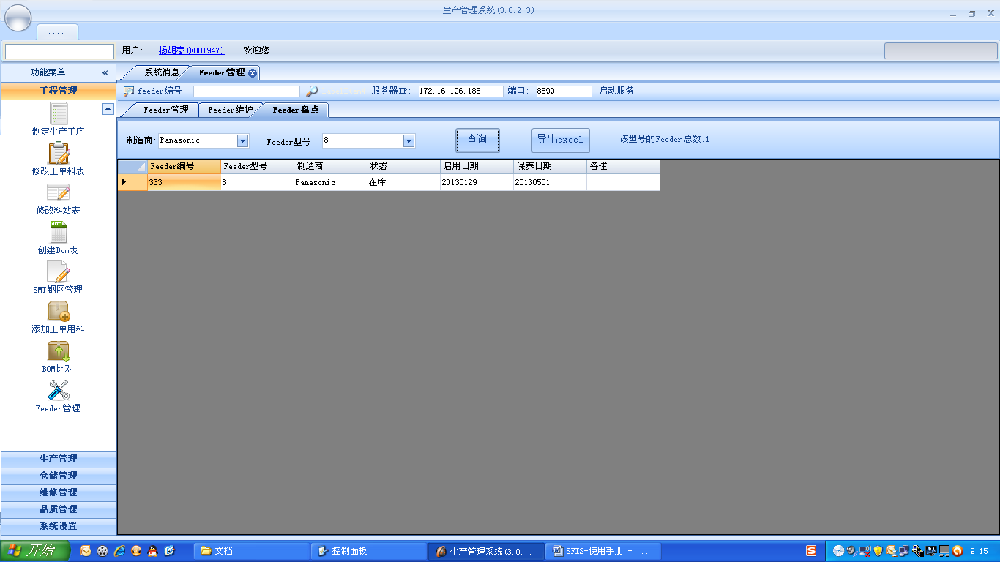 生产管理系统(3.0.2.3)
......
用户: 杨胡春(K001947) 欢迎您
功能菜单 «
系统消息 Feeder管理
工程管理
feeder编号: 服务器IP: 172.16.196.185 端口: 8899 启动服务
Feeder管理 Feeder维护 Feeder盘点
制造商: Panasonic Feeder型号: 8 查询 导出excel 该型号的Feeder总数:1
Feeder编号 Feeder型号 制造商 状态 启用日期 保养日期 备注
333 8 Panasonic 在库 20130129 20130501
制定生产工序
修改工单料表
修改料站表
AUTO
创建Bom表
SMT钢网管理
添加工单用料
BOM比对
Feeder管理
生产管理
仓储管理
维修管理
品质管理
系统设置
开始 文档 控制面板 生产管理系统(3.0... SFIS-使用手册 - ... S 9:15